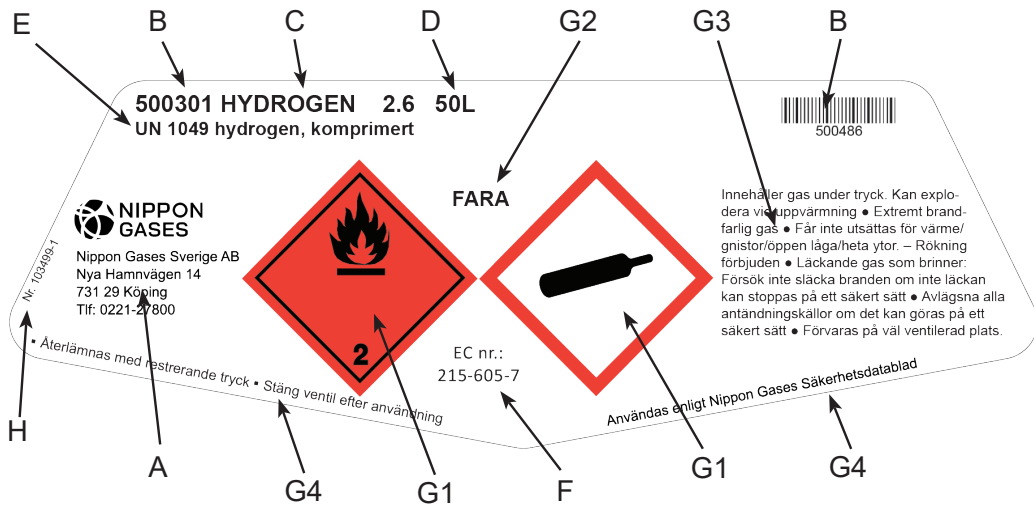 E B C D G2 G3 B
500301 HYDROGEN 2.6 50L
UN 1049 hydrogen, komprimert
500486
FARA
NIPPON
GASES
Nippon Gases Sverige AB
Nya Hamnvägen 14
731 29 Köping
Tlf: 0221-27800
Nr. 103499-1
2
EC nr.:
215-605-7
Innehåller gas under tryck. Kan explo-
dera vid uppvärmning ● Extremt brand-
farlig gas ● Får inte utsättas för värme/
gnistor/öppen låga/heta ytor. – Rökning
förbjuden ● Läckande gas som brinner:
Försök inte släcka branden om inte läckan
kan stoppas på ett säkert sätt ● Avlägsna alla
antändningskällor om det kan göras på ett
säkert sätt ● Förvaras på väl ventilerad plats.
▪ Återlämnas med restrerande tryck ▪ Stäng ventil efter användning
Användas enligt Nippon Gases Säkerhetsdatablad
H A G4 G1 F G1 G4